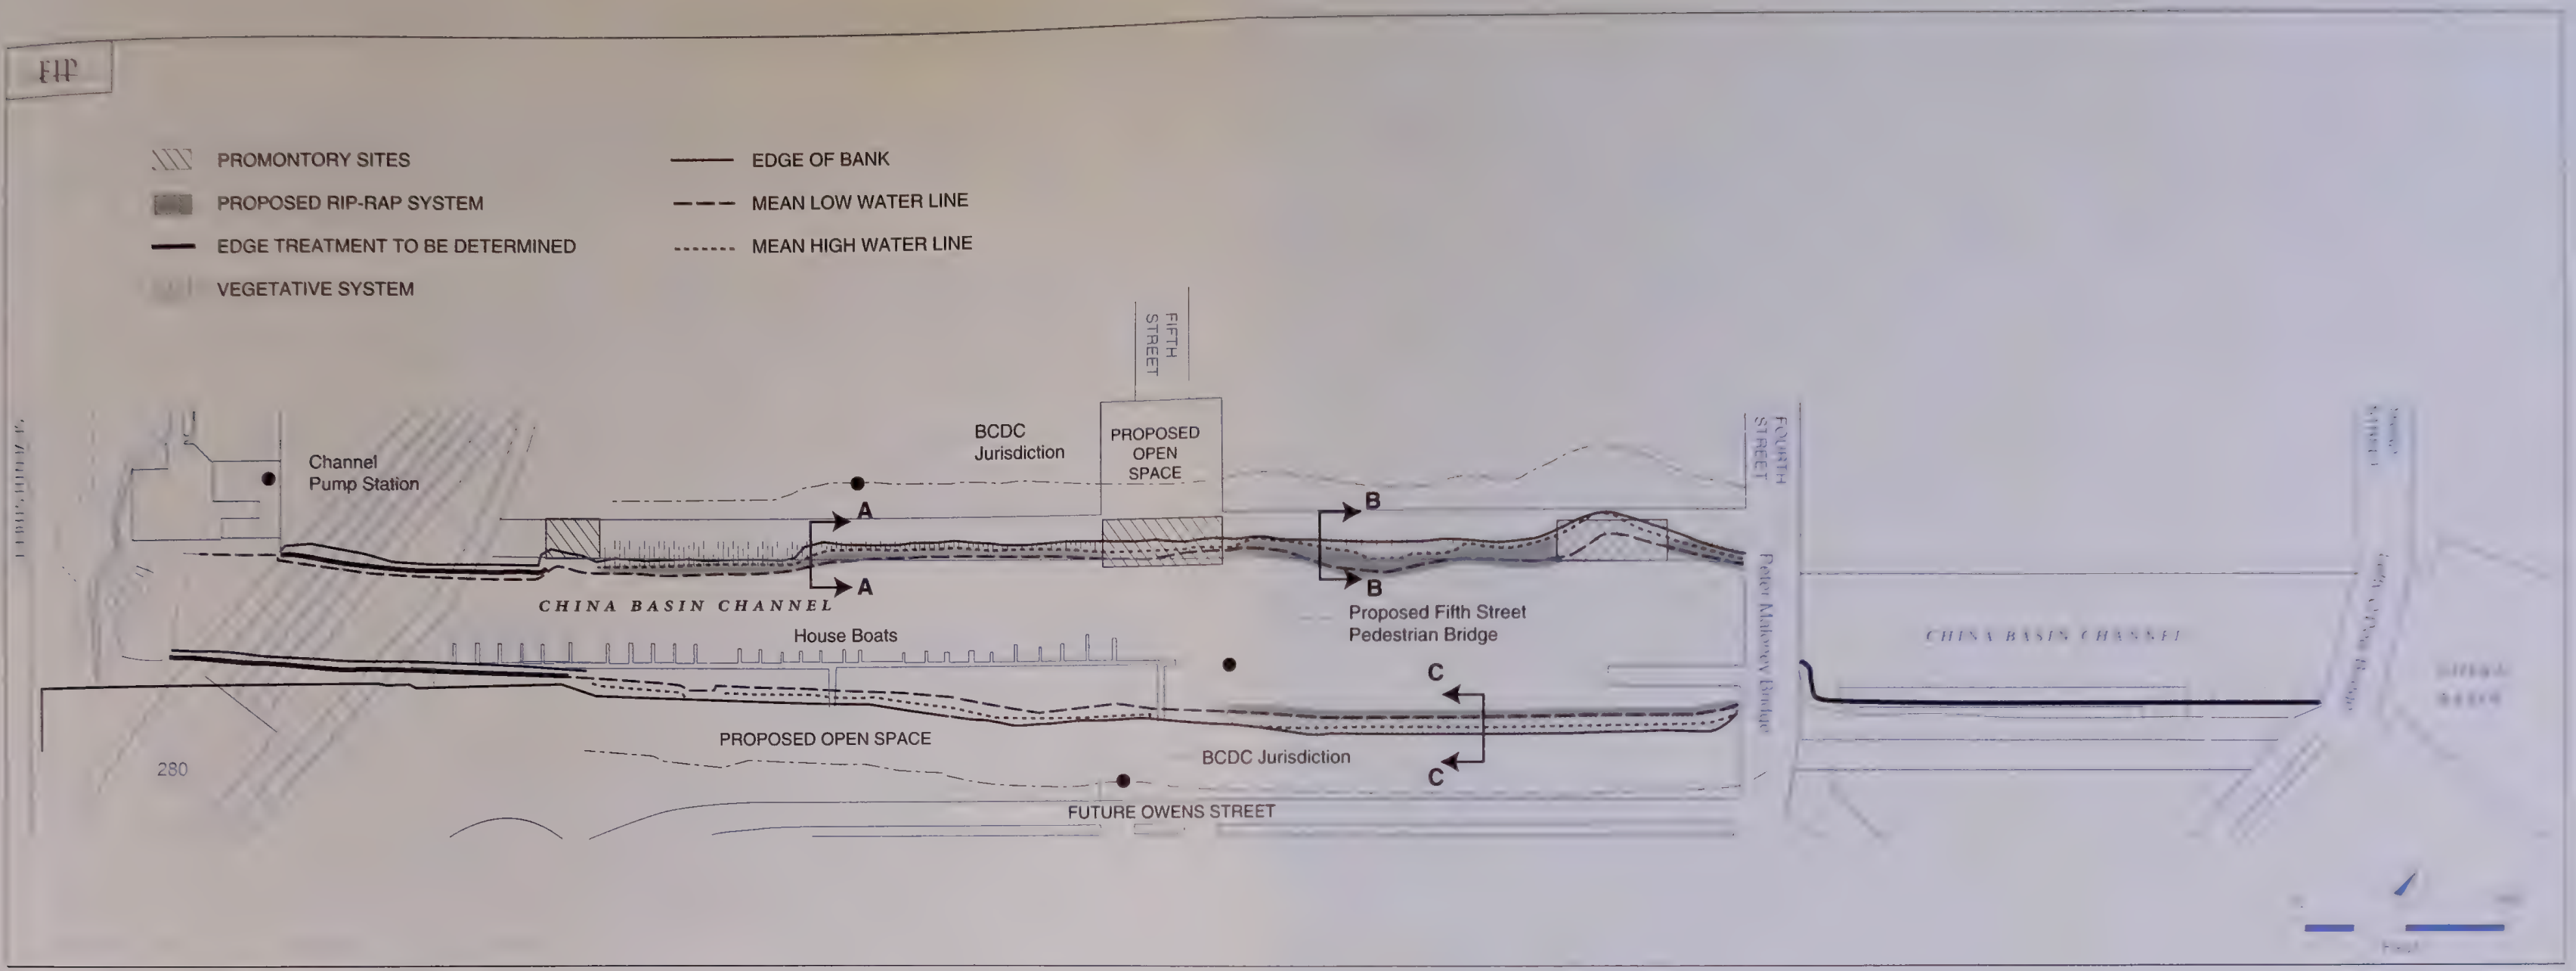 EIP
PROMONTORY SITES
PROPOSED RIP-RAP SYSTEM
EDGE TREATMENT TO BE DETERMINED
VEGETATIVE SYSTEM
EDGE OF BANK
MEAN LOW WATER LINE
MEAN HIGH WATER LINE
FIFTH
STREET
BCDC
Jurisdiction
PROPOSED
OPEN
SPACE
FOURTH
STREET
Channel
Pump Station
A
B
A
B
CHINA BASIN CHANNEL
Proposed Fifth Street
Pedestrian Bridge
House Boats
C
C
Peter Maloney Bridge
CHINA BASIN CHANNEL
PROPOSED OPEN SPACE
BCDC Jurisdiction
280
FUTURE OWENS STREET
Feet